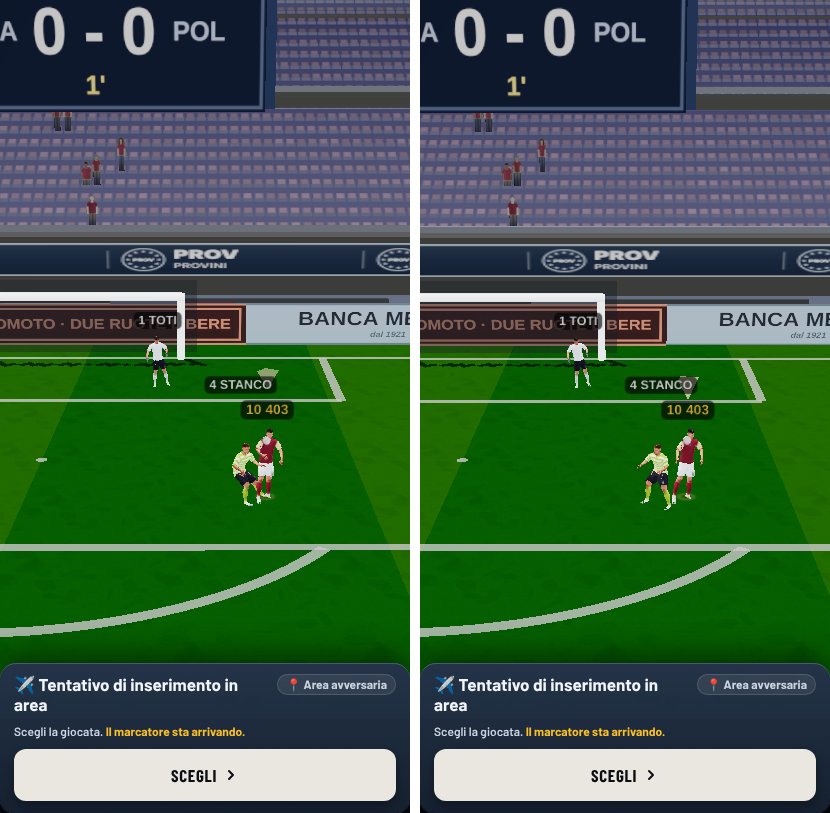 A 0 - 0 POL
1'
PROV
PROVINI
OMOTO · DUE RU BERE
BANCA ME
dal 1921
1 TOTI
4 STANCO
10 403
✈️ Tentativo di inserimento in area
📍 Area avversaria
Scegli la giocata. Il marcatore sta arrivando.
SCEGLI >
A 0 - 0 POL
1'
PROV
PROVINI
OMOTO · DUE RU BERE
BANCA ME
dal 1921
1 TOTI
4 STANCO
10 403
✈️ Tentativo di inserimento in area
📍 Area avversaria
Scegli la giocata. Il marcatore sta arrivando.
SCEGLI >